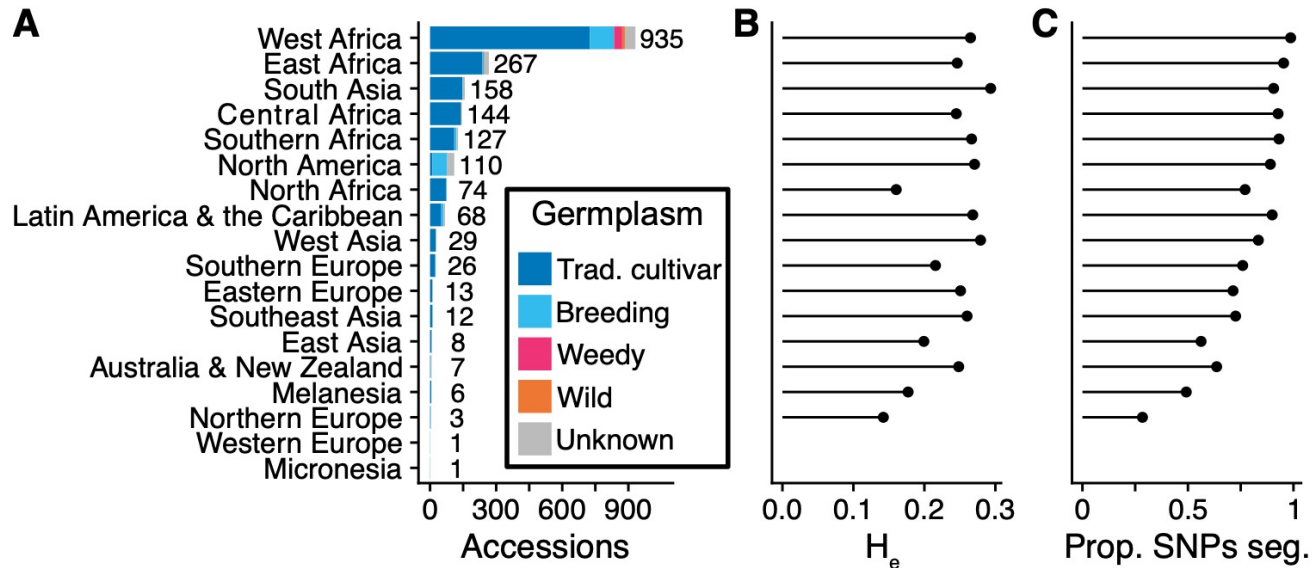 A
West Africa 935
East Africa 267
South Asia 158
Central Africa 144
Southern Africa 127
North America 110
North Africa 74
Latin America & the Caribbean 68
West Asia 29
Southern Europe 26
Eastern Europe 13
Southeast Asia 12
East Asia 8
Australia & New Zealand 7
Melanesia 6
Northern Europe 3
Western Europe 1
Micronesia 1
0 300 600 900
Accessions
Germplasm
Trad. cultivar
Breeding
Weedy
Wild
Unknown
B
0.0 0.1 0.2 0.3
He
C
0 0.5 1
Prop. SNPs seg.